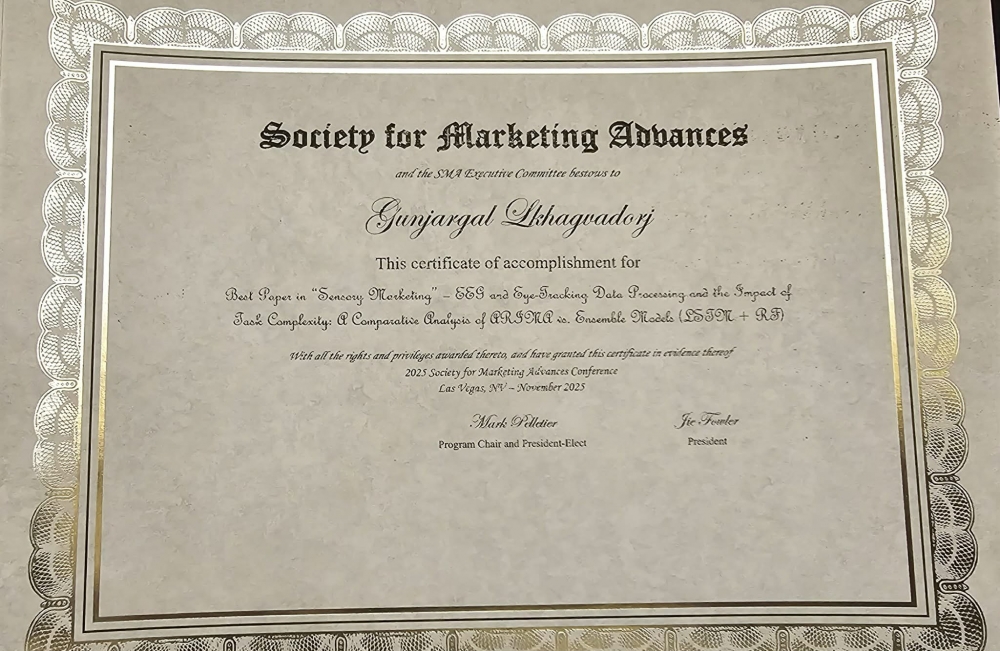 Society for Marketing Advances
and the SMA Executive Committee bestows to
Gunjargal Lkhagvadorj
This certificate of accomplishment for
Best Paper in “Sensory Marketing” – EEG and Eye-Tracking Data Processing and the Impact of
Task Complexity: A Comparative Analysis of ARIMA vs. Ensemble Models (LSTM + RF)
With all the rights and privileges awarded thereto, and have granted this certificate in evidence thereof
2025 Society for Marketing Advances Conference
Las Vegas, NV – November 2025
Mark Pelletier Jie Fowler
Program Chair and President-Elect President